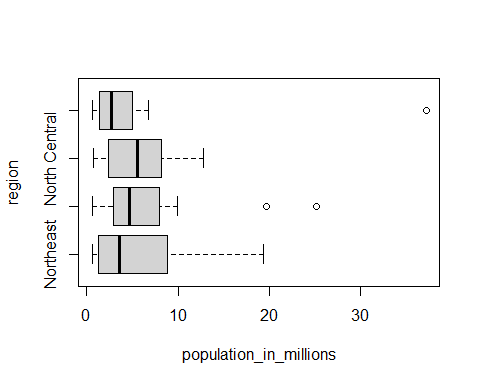 region
North Central
Northeast
0 10 20 30
population_in_millions